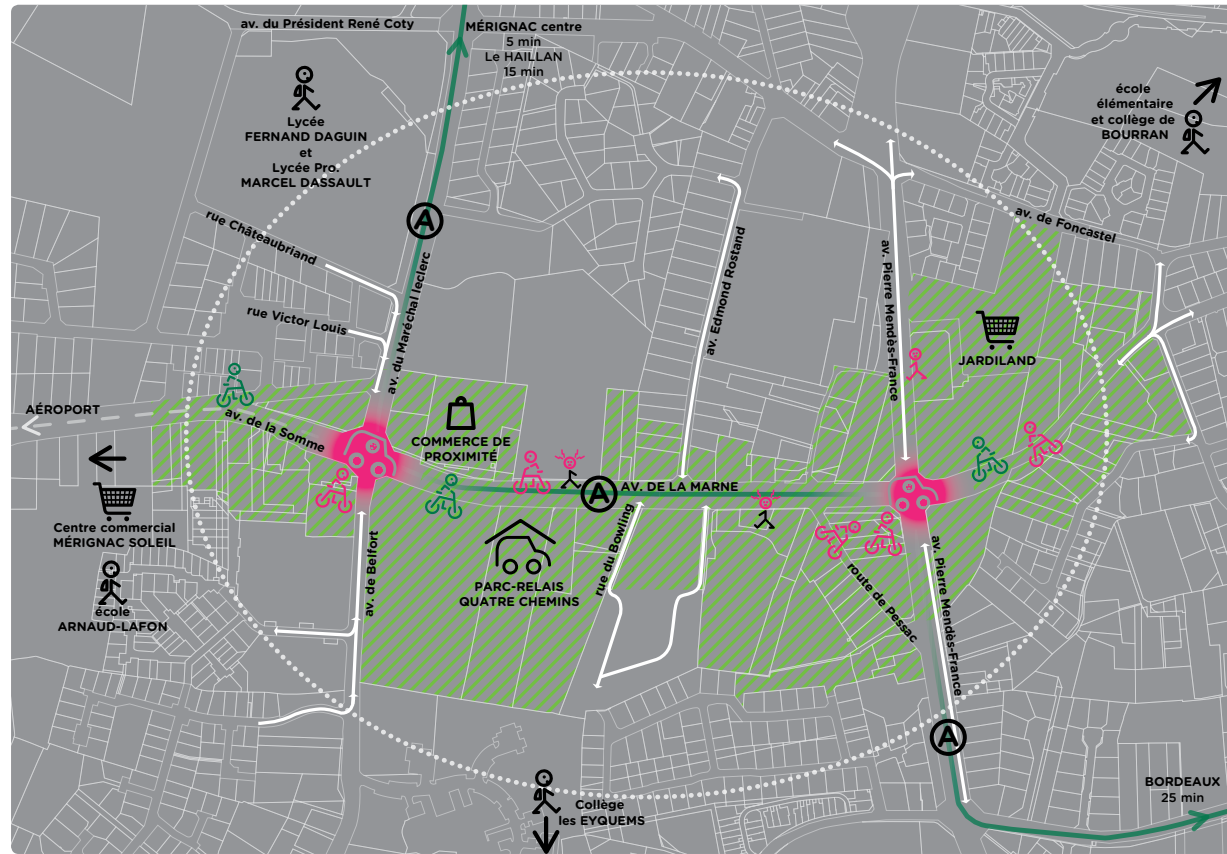 av. du Président René Coty
MÉRIGNAC centre
5 min
Le HAILLAN
15 min
Lycée
FERNAND DAGUIN
et
Lycée Pro.
MARCEL DASSAULT
école
élémentaire
et collège de
BOURRAN
A
rue Châteaubriand
av. du Maréchal leclerc
rue Victor Louis
av. Edmond Rostand
av. Pierre Mendès-France
av. de Foncastel
JARDILAND
AÉROPORT
av. de la Somme
COMMERCE DE
PROXIMITÉ
A
AV. DE LA MARNE
Centre commercial
MÉRIGNAC SOLEIL
école
ARNAUD-LAFON
av. de Belfort
PARC-RELAIS
QUATRE CHEMINS
rue du Bowling
route de Pessac
av. Pierre Mendès-France
A
Collège
les EYQUEMS
BORDEAUX
25 min